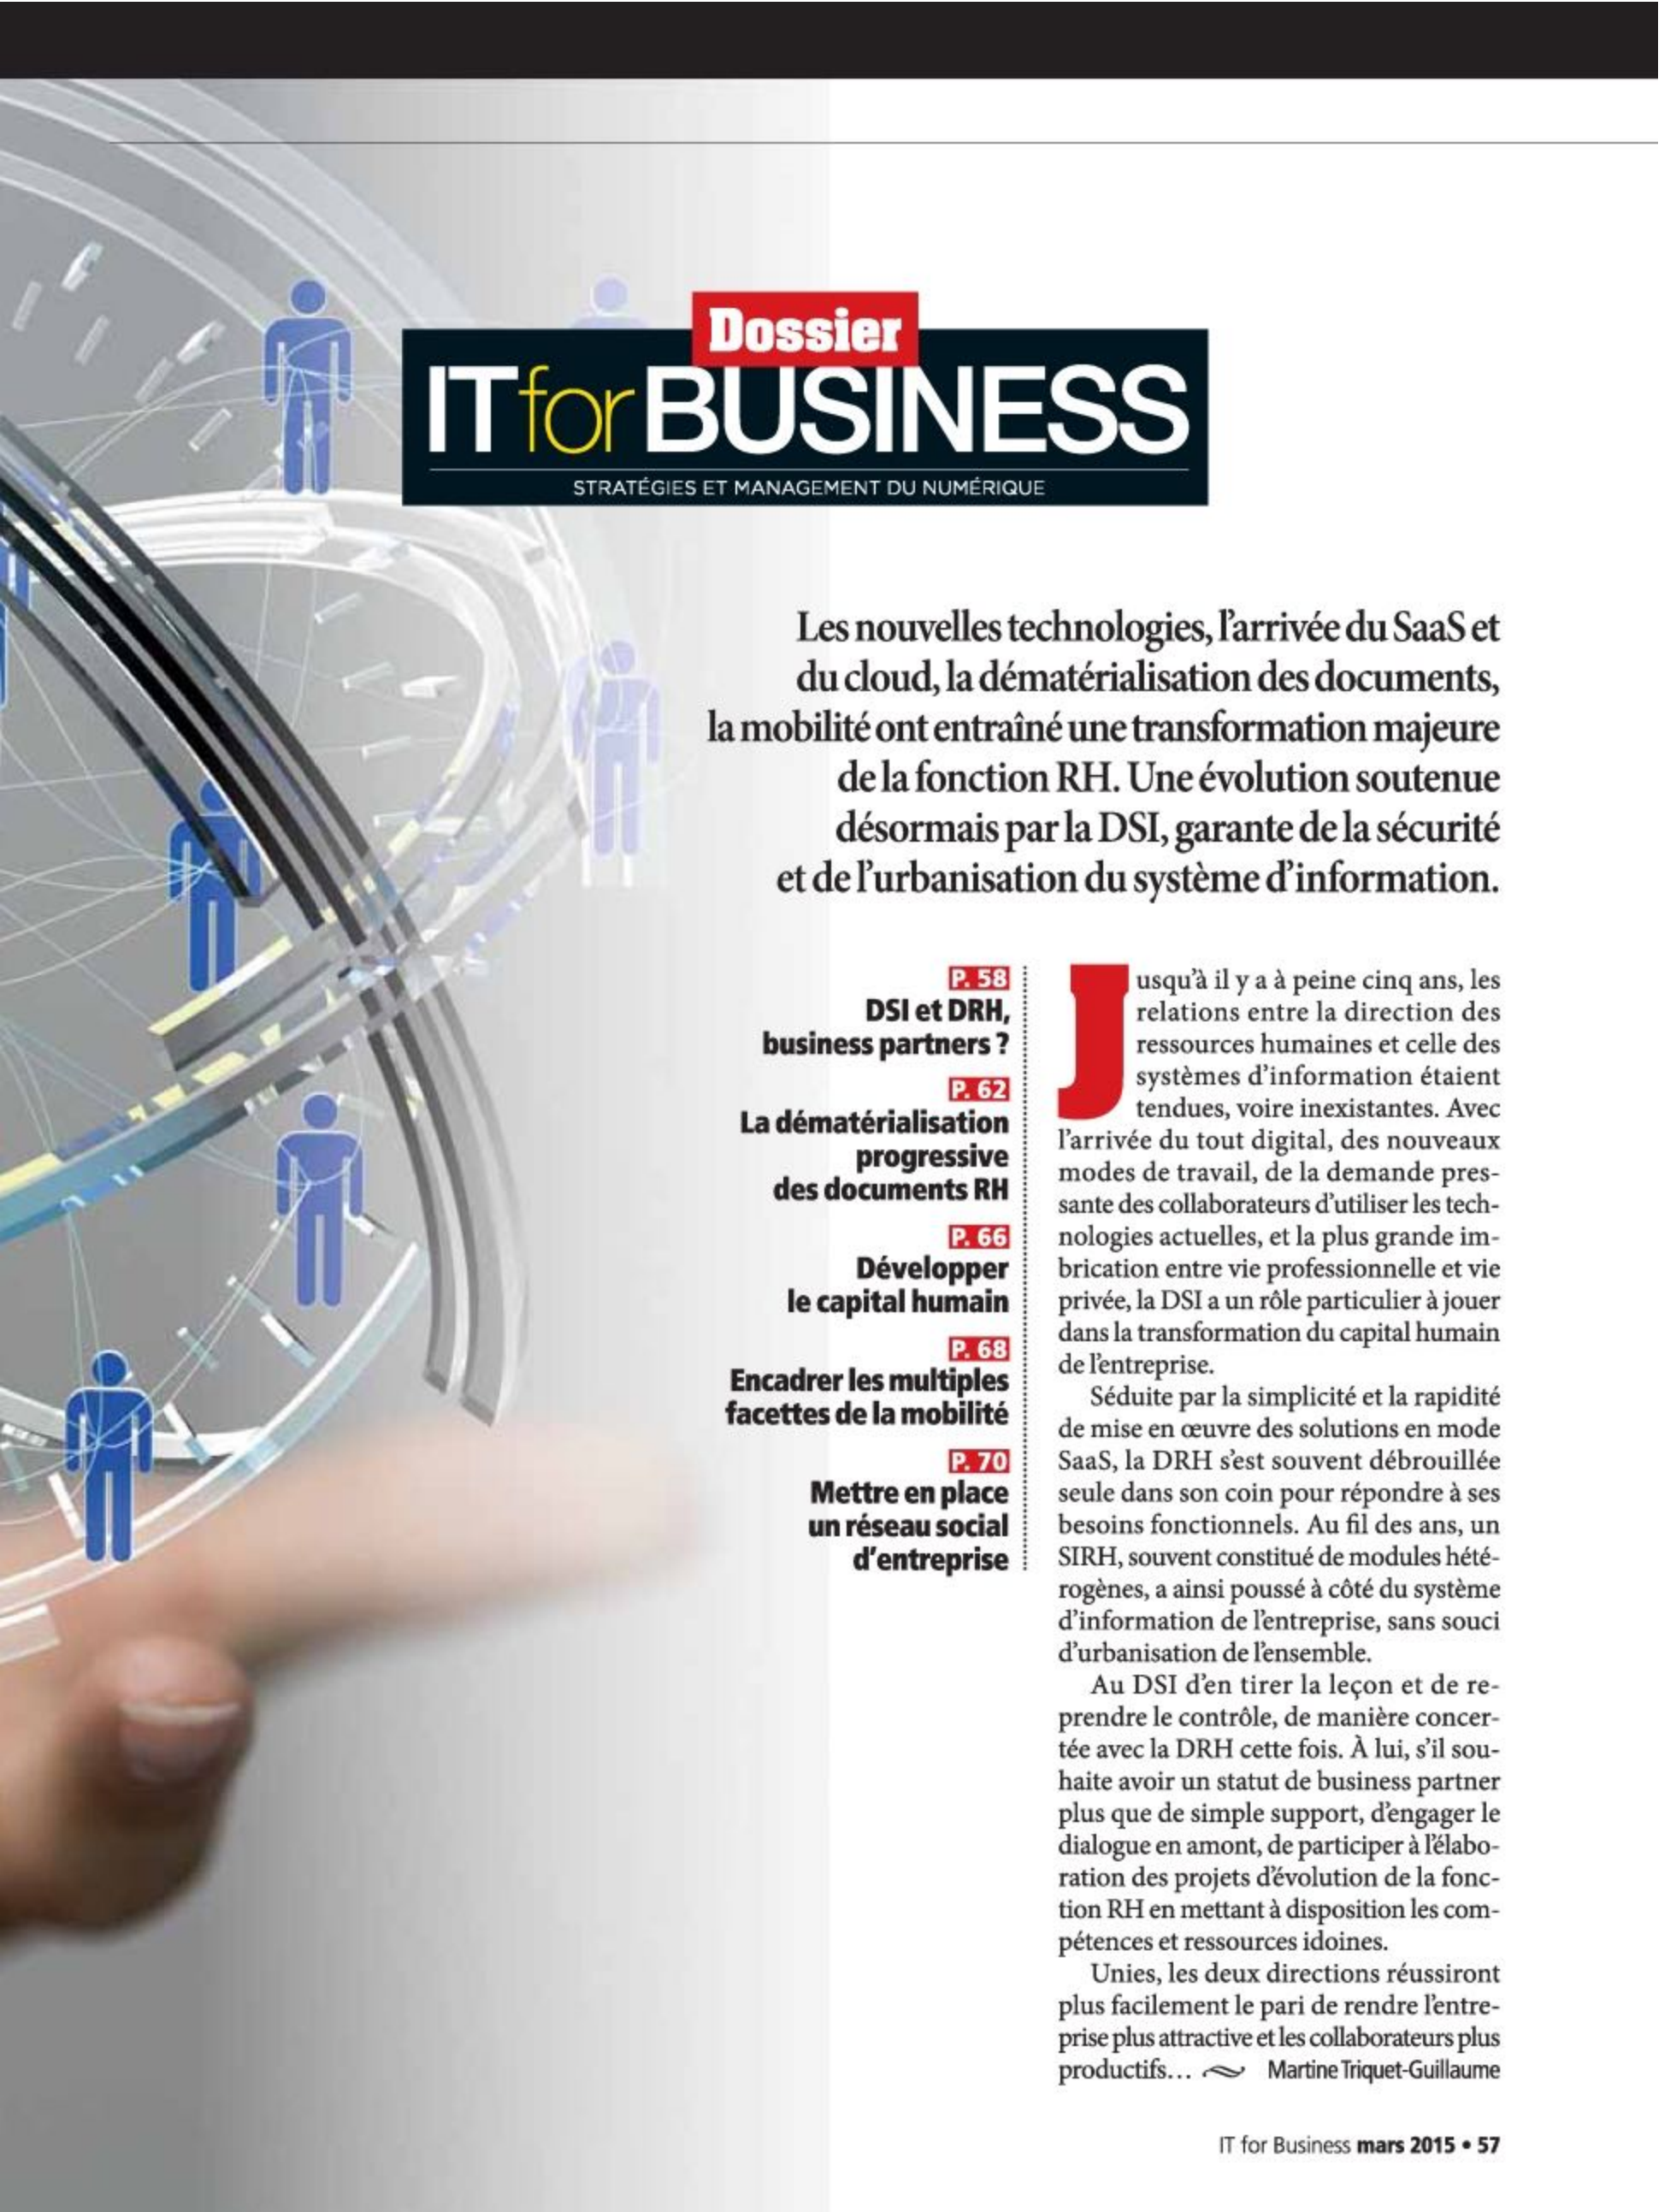 Dossier
IT for BUSINESS
STRATÉGIES ET MANAGEMENT DU NUMÉRIQUE
Les nouvelles technologies, l'arrivée du SaaS et
du cloud, la dématérialisation des documents,
la mobilité ont entraîné une transformation majeure
de la fonction RH. Une évolution soutenue
désormais par la DSI, garante de la sécurité
et de l'urbanisation du système d'information.
P. 58
DSI et DRH,
business partners ?
P. 62
La dématérialisation
progressive
des documents RH
P. 66
Développer
le capital humain
P. 68
Encadrer les multiples
facettes de la mobilité
P. 70
Mettre en place
un réseau social
d'entreprise
Jusqu'à il y a à peine cinq ans, les
relations entre la direction des
ressources humaines et celle des
systèmes d'information étaient
tendues, voire inexistantes. Avec
l'arrivée du tout digital, des nouveaux
modes de travail, de la demande pres-
sante des collaborateurs d'utiliser les tech-
nologies actuelles, et la plus grande im-
brication entre vie professionnelle et vie
privée, la DSI a un rôle particulier à jouer
dans la transformation du capital humain
de l'entreprise.
Séduite par la simplicité et la rapidité
de mise en œuvre des solutions en mode
SaaS, la DRH s'est souvent débrouillée
seule dans son coin pour répondre à ses
besoins fonctionnels. Au fil des ans, un
SIRH, souvent constitué de modules hété-
rogènes, a ainsi poussé à côté du système
d'information de l'entreprise, sans souci
d'urbanisation de l'ensemble.
Au DSI d'en tirer la leçon et de re-
prendre le contrôle, de manière concer-
tée avec la DRH cette fois. À lui, s'il sou-
haite avoir un statut de business partner
plus que de simple support, d'engager le
dialogue en amont, de participer à l'élabo-
ration des projets d'évolution de la fonc-
tion RH en mettant à disposition les com-
pétences et ressources idoines.
Unies, les deux directions réussiront
plus facilement le pari de rendre l'entre-
prise plus attractive et les collaborateurs plus
productifs... Martine Triquet-Guillaume
IT for Business mars 2015 • 57